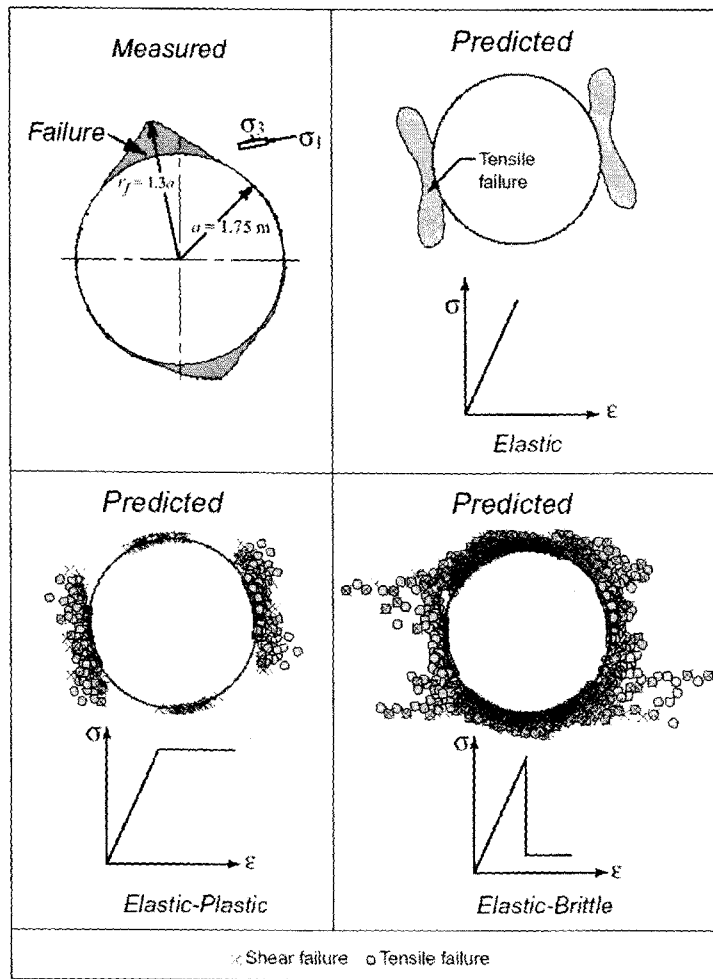 Measured
Failure
σ3
σ1
rf = 1.3a
a = 1.75 m
Predicted
Tensile
failure
σ
ε
Elastic
Predicted
σ
ε
Elastic-Plastic
Predicted
σ
ε
Elastic-Brittle
× Shear failure o Tensile failure